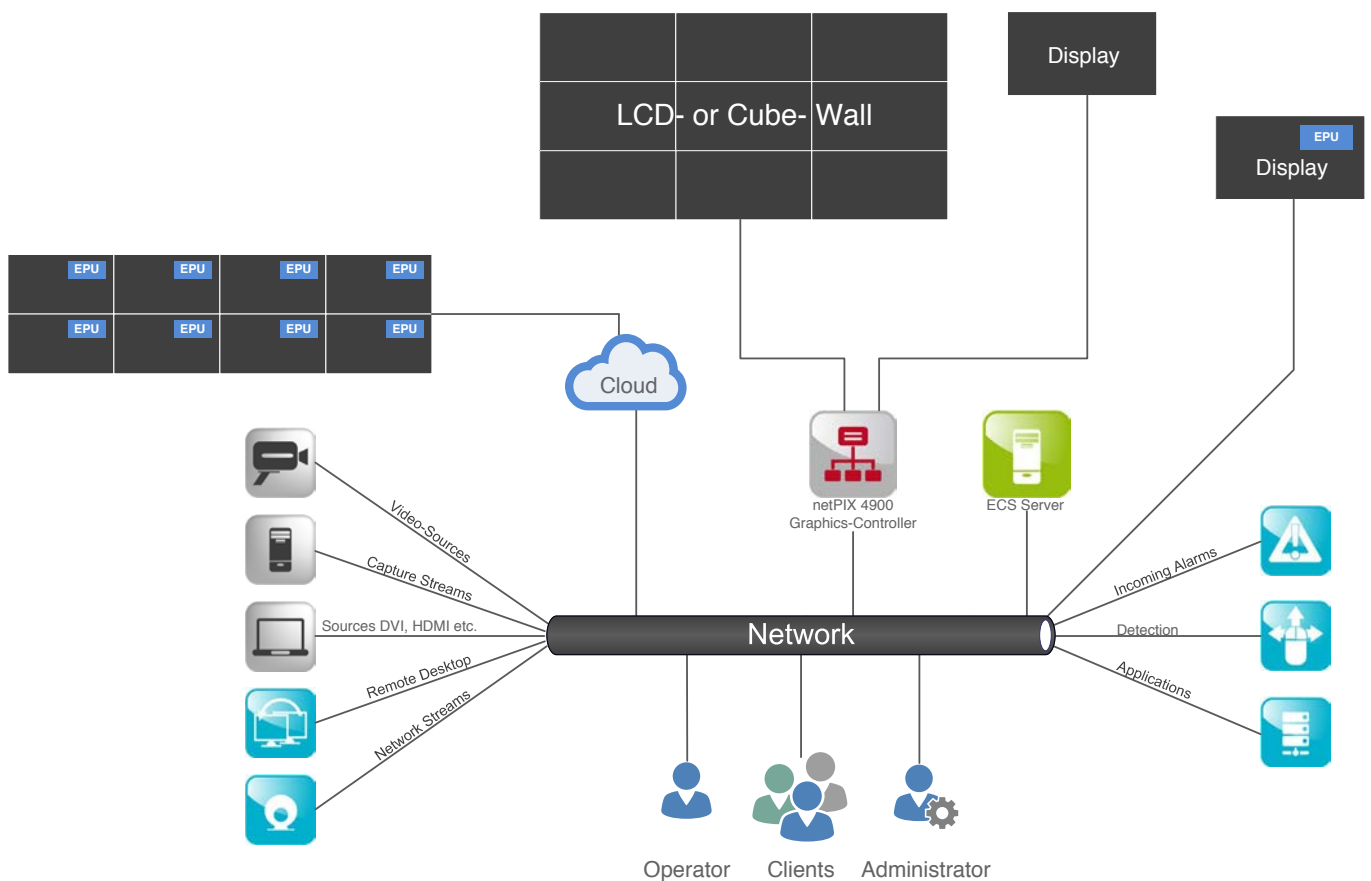 Display
LCD- or Cube- Wall
EPU
Display
EPU EPU EPU EPU
EPU EPU EPU EPU
Cloud
netPIX 4900
Graphics-Controller
ECS Server
Video-Sources
Capture Streams
Sources DVI, HDMI etc.
Remote Desktop
Network Streams
Network
Incoming Alarms
Detection
Applications
Operator
Clients
Administrator